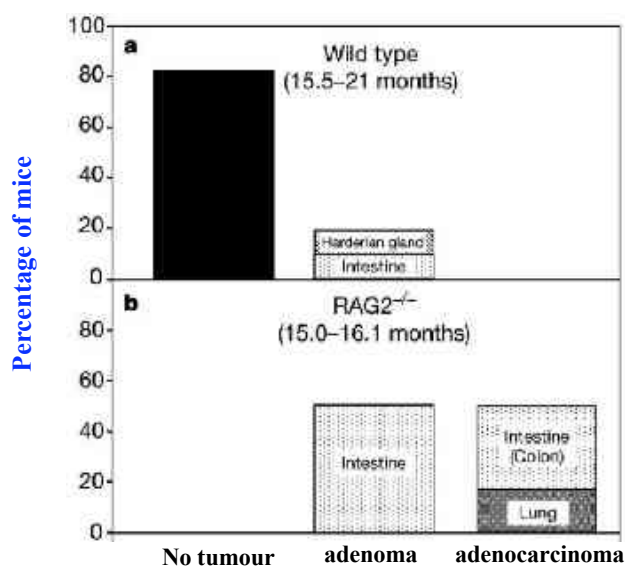 Percentage of mice
100
80
60
40
20
0
a
Wild type
(15.5–21 months)
Harderian gland
Intestine
80
60
40
20
0
b
RAG2−/−
(15.0–16.1 months)
Intestine
Intestine
(Colon)
Lung
No tumour adenoma adenocarcinoma